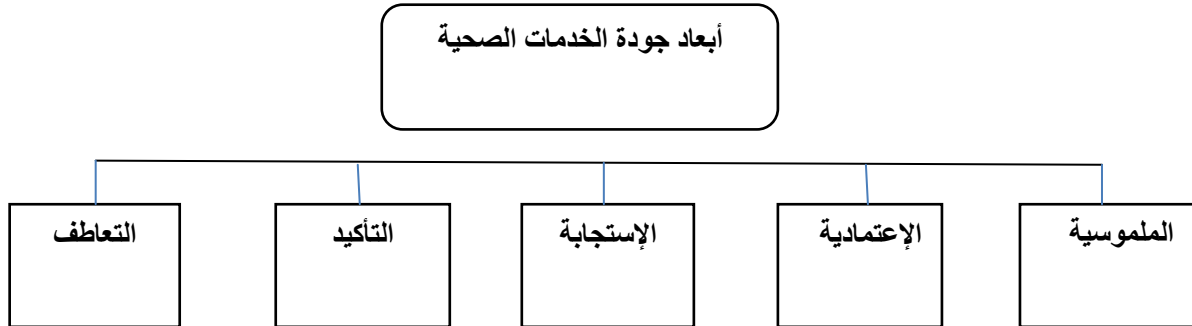 أبعاد جودة الخدمات الصحية
الملموسية
الإعتمادية
الإستجابة
التأكيد
التعاطف